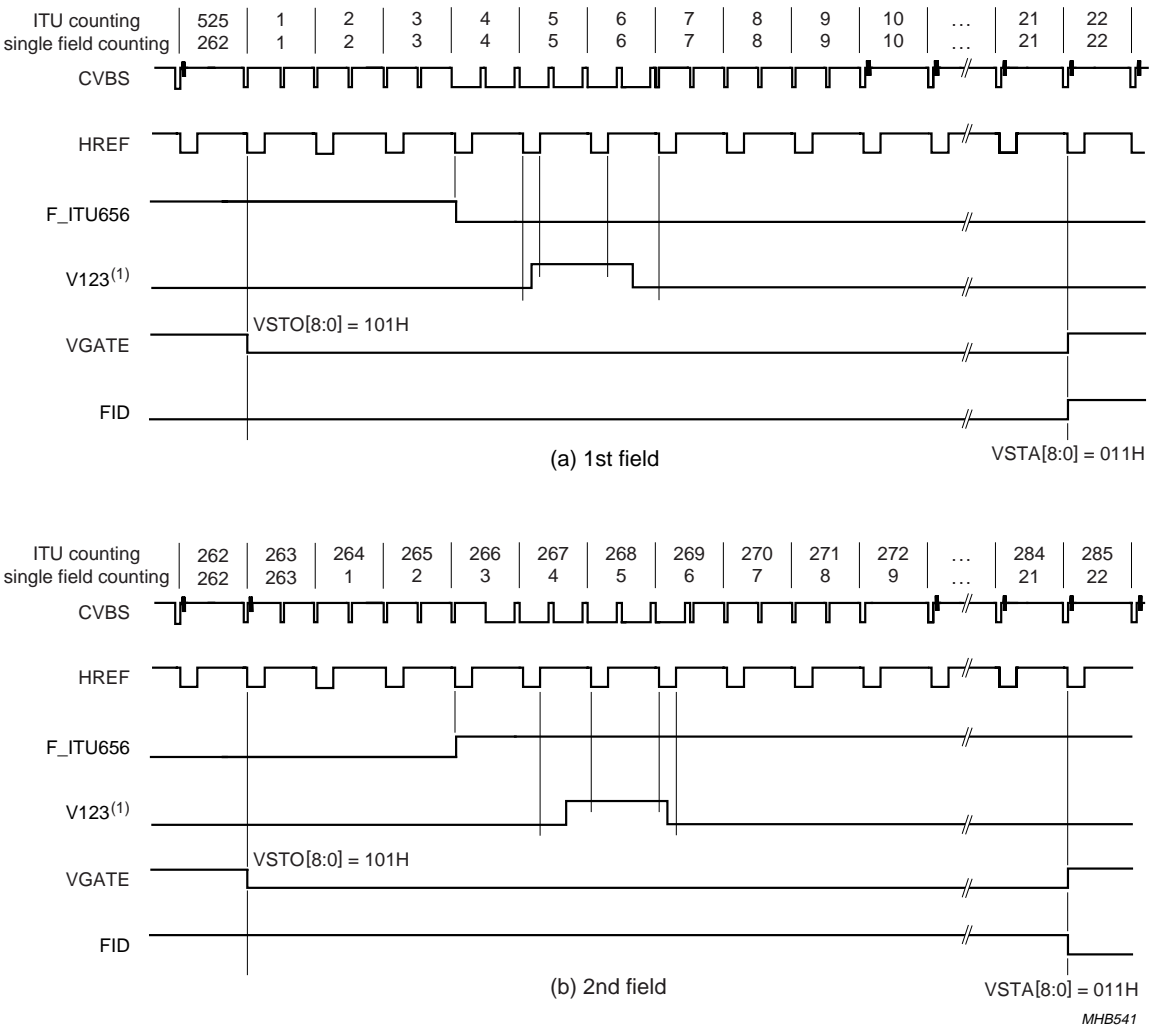 ITU counting 525 1 2 3 4 5 6 7 8 9 10 ... 21 22
single field counting 262 1 2 3 4 5 6 7 8 9 10 ... 21 22
CVBS
HREF
F_ITU656
V123(1)
VSTO[8:0] = 101H
VGATE
FID
(a) 1st field
VSTA[8:0] = 011H
ITU counting 262 263 264 265 266 267 268 269 270 271 272 ... 284 285
single field counting 262 263 1 2 3 4 5 6 7 8 9 ... 21 22
CVBS
HREF
F_ITU656
V123(1)
VSTO[8:0] = 101H
VGATE
FID
(b) 2nd field
VSTA[8:0] = 011H
MHB541